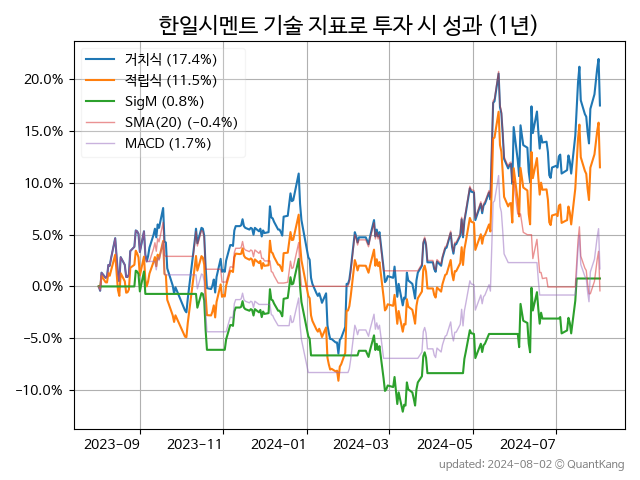 한일시멘트 기술 지표로 투자 시 성과 (1년)
거치식 (17.4%)
적립식 (11.5%)
SigM (0.8%)
SMA(20) (−0.4%)
MACD (1.7%)
20.0%
15.0%
10.0%
5.0%
0.0%
−5.0%
−10.0%
2023-09 2023-11 2024-01 2024-03 2024-05 2024-07
updated: 2024-08-02 © QuantKang